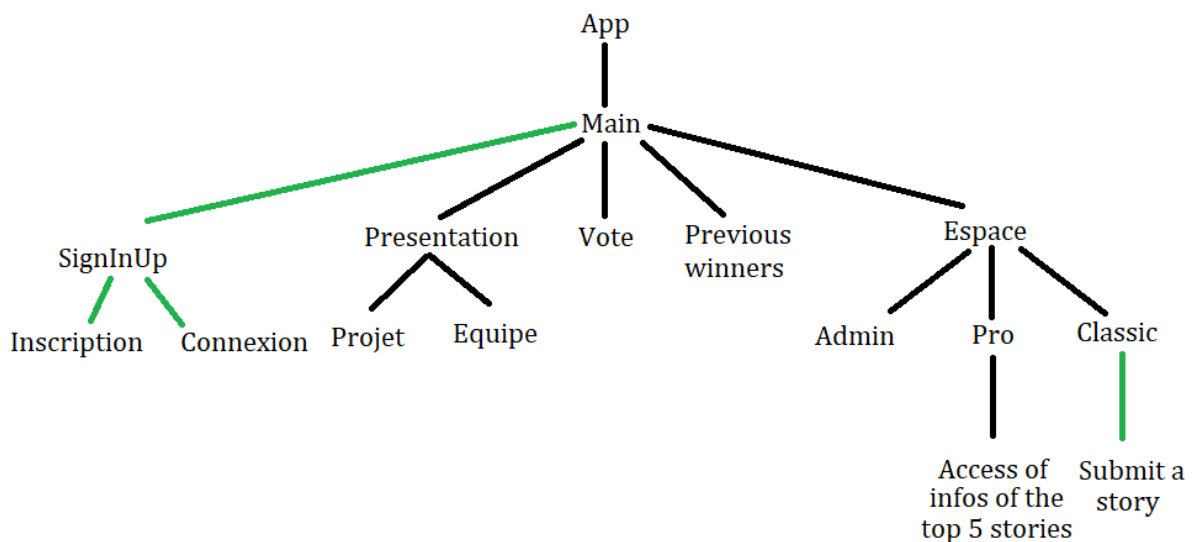 App
Main
SignInUp
Presentation
Vote
Previous
winners
Espace
Inscription
Connexion
Projet
Equipe
Admin
Pro
Classic
Access of
infos of the
top 5 stories
Submit a
story